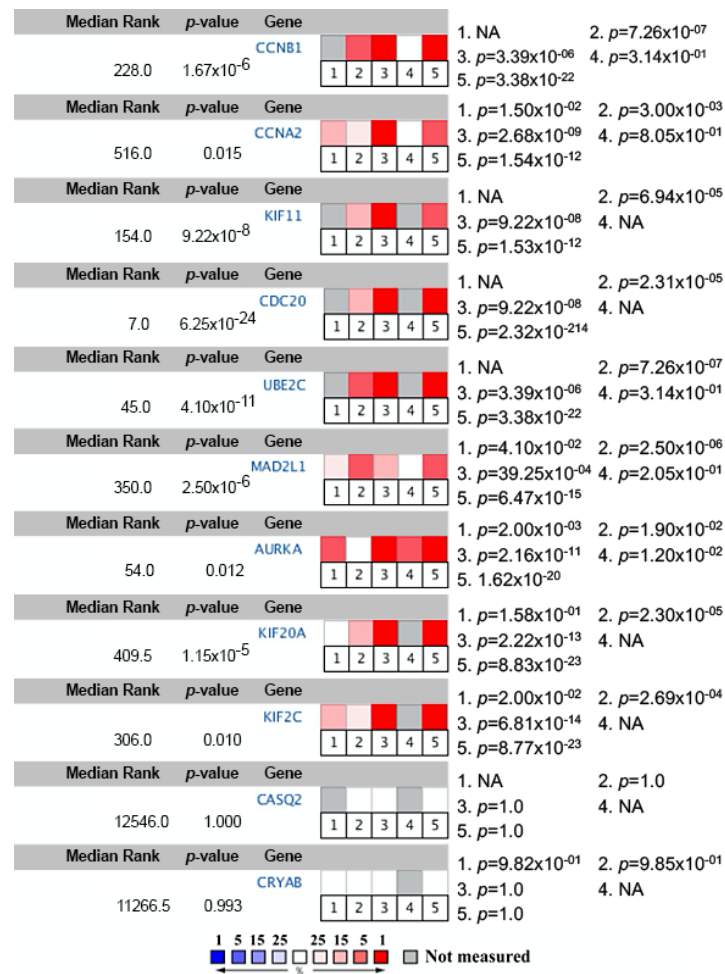 Median Rank p-value Gene
CCNB1
228.0 1.67x10-6
1 2 3 4 5
1. NA 2. p=7.26x10-07
3. p=3.39x10-06 4. p=3.14x10-01
5. p=3.38x10-22
Median Rank p-value Gene
CCNA2
516.0 0.015
1 2 3 4 5
1. p=1.50x10-02 2. p=3.00x10-03
3. p=2.68x10-09 4. p=8.05x10-01
5. p=1.54x10-12
Median Rank p-value Gene
KIF11
154.0 9.22x10-8
1 2 3 4 5
1. NA 2. p=6.94x10-05
3. p=9.22x10-08 4. NA
5. p=1.53x10-12
Median Rank p-value Gene
CDC20
7.0 6.25x10-24
1 2 3 4 5
1. NA 2. p=2.31x10-05
3. p=9.22x10-08 4. NA
5. p=2.32x10-214
Median Rank p-value Gene
UBE2C
45.0 4.10x10-11
1 2 3 4 5
1. NA 2. p=7.26x10-07
3. p=3.39x10-06 4. p=3.14x10-01
5. p=3.38x10-22
Median Rank p-value Gene
MAD2L1
350.0 2.50x10-6
1 2 3 4 5
1. p=4.10x10-02 2. p=2.50x10-06
3. p=39.25x10-04 4. p=2.05x10-01
5. p=6.47x10-15
Median Rank p-value Gene
AURKA
54.0 0.012
1 2 3 4 5
1. p=2.00x10-03 2. p=1.90x10-02
3. p=2.16x10-11 4. p=1.20x10-02
5. 1.62x10-20
Median Rank p-value Gene
KIF20A
409.5 1.15x10-5
1 2 3 4 5
1. p=1.58x10-01 2. p=2.30x10-05
3. p=2.22x10-13 4. NA
5. p=8.83x10-23
Median Rank p-value Gene
KIF2C
306.0 0.010
1 2 3 4 5
1. p=2.00x10-02 2. p=2.69x10-04
3. p=6.81x10-14 4. NA
5. p=8.77x10-23
Median Rank p-value Gene
CASQ2
12546.0 1.000
1 2 3 4 5
1. NA 2. p=1.0
3. p=1.0 4. NA
5. p=1.0
Median Rank p-value Gene
CRYAB
11266.5 0.993
1 2 3 4 5
1. p=9.82x10-01 2. p=9.85x10-01
3. p=1.0 4. NA
5. p=1.0
1 5 15 25 25 15 5 1
Not measured
%